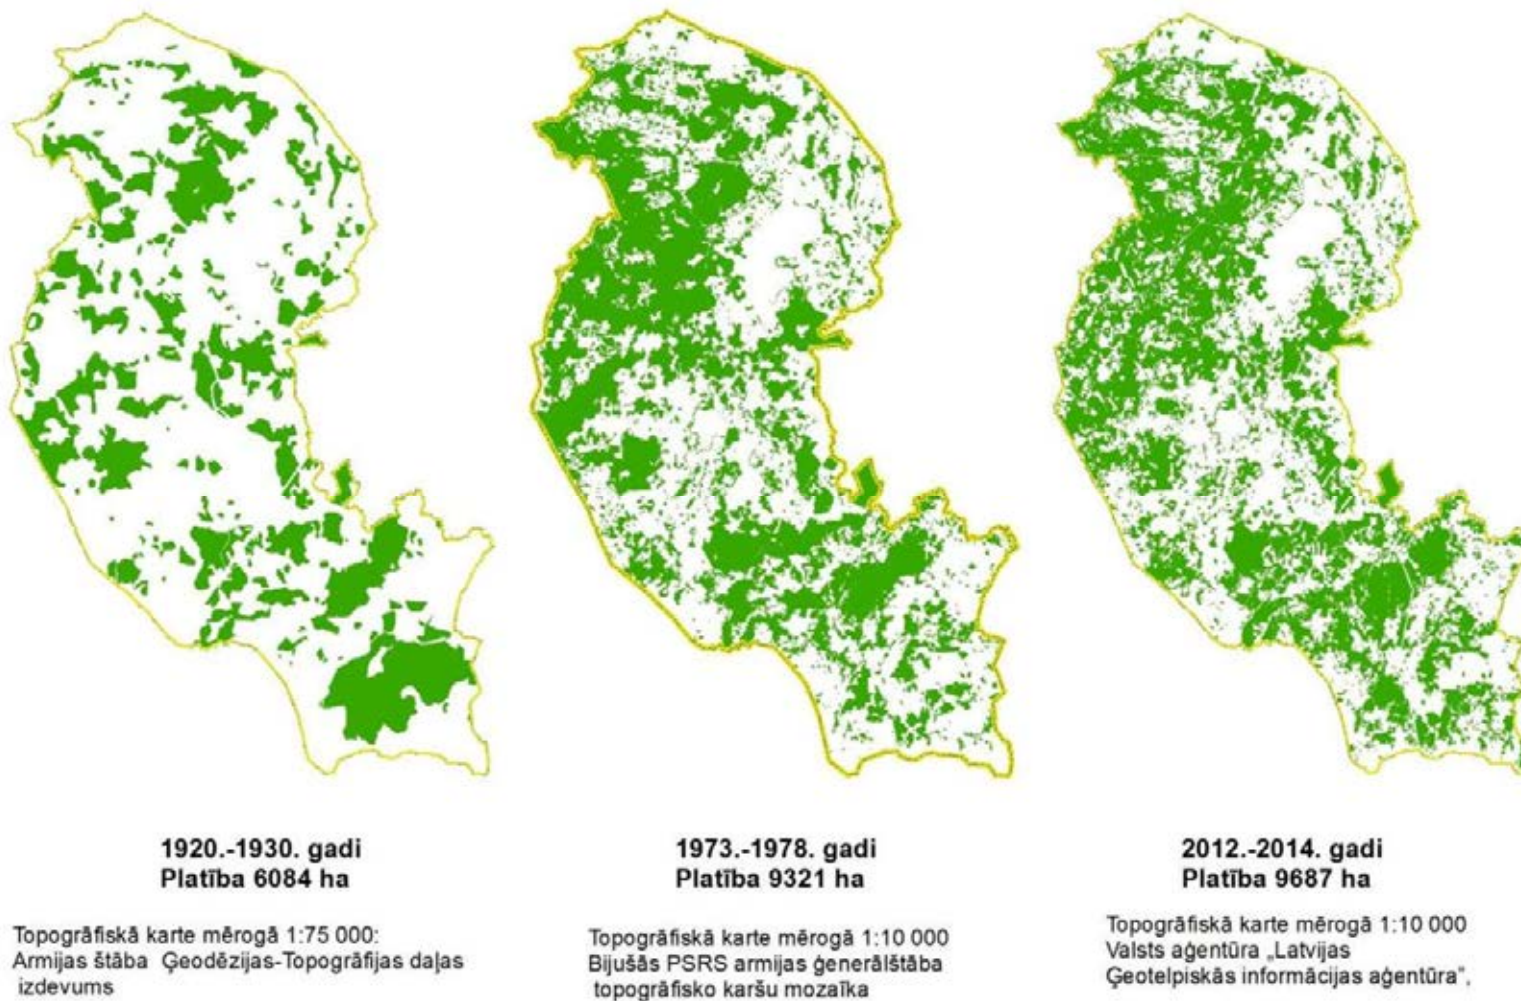 1920.-1930. gadi
Platība 6084 ha
Topogrāfiskā karte mērogā 1:75 000:
Armijas štāba Ģeodēzijas-Topogrāfijas daļas
izdevums
1973.-1978. gadi
Platība 9321 ha
Topogrāfiskā karte mērogā 1:10 000
Bijušās PSRS armijas ģenerālštāba
topogrāfisko karšu mozaīka
2012.-2014. gadi
Platība 9687 ha
Topogrāfiskā karte mērogā 1:10 000
Valsts aģentūra „Latvijas
Ģeotelpiskās informācijas aģentūra",